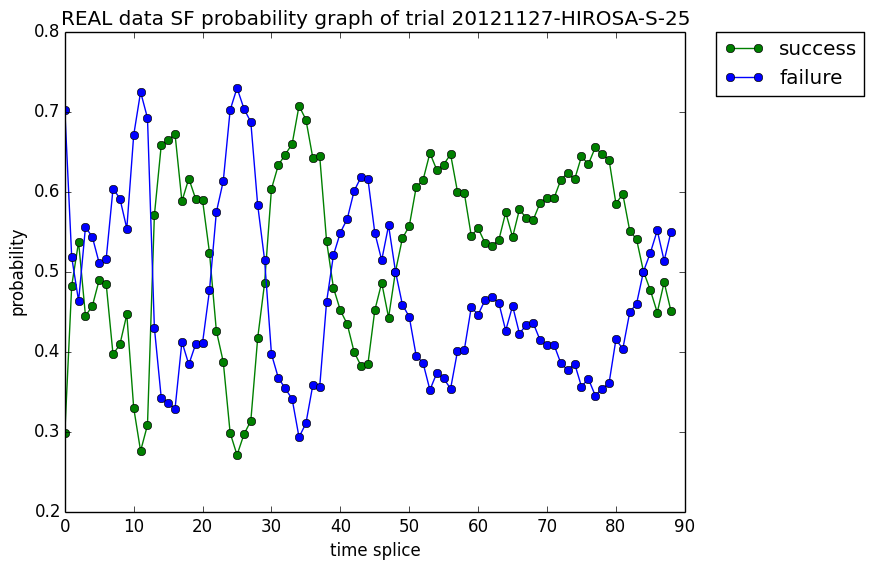 REAL data SF probability graph of trial 20121127-HIROSA-S-25
success
failure
0.8
0.7
0.6
0.5
0.4
0.3
0.2
probability
0 10 20 30 40 50 60 70 80 90
time splice